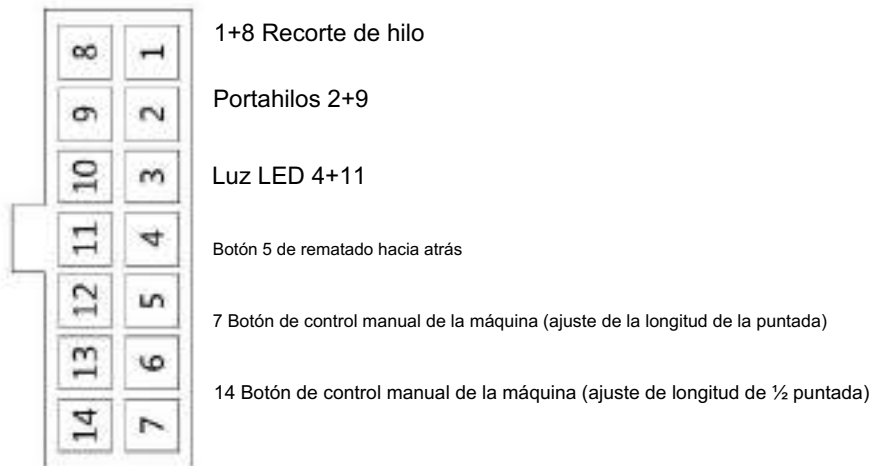 8 1 1+8 Recorte de hilo
9 2 Portahilos 2+9
10 3 Luz LED 4+11
11 4 Botón 5 de rematado hacia atrás
12 5 7 Botón de control manual de la máquina (ajuste de la longitud de la puntada)
13 6
14 7 14 Botón de control manual de la máquina (ajuste de longitud de ½ puntada)